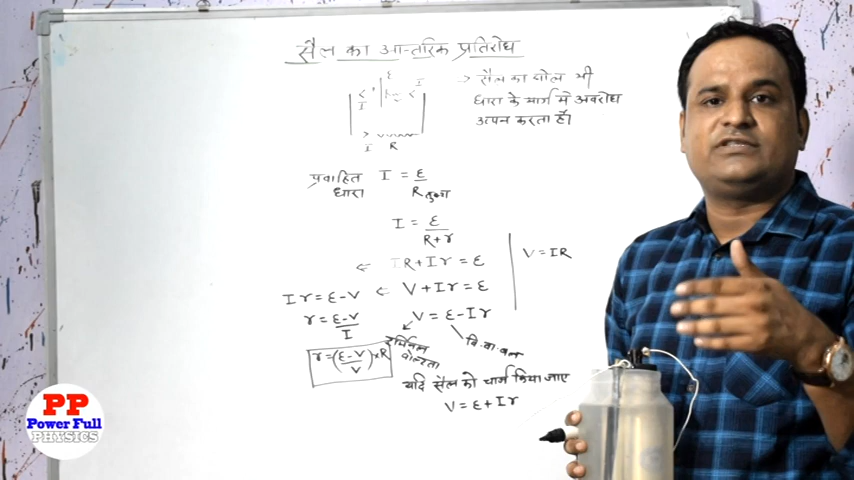 सैल का आन्तरिक प्रतिरोध
ε
I
I
I R
→ सैल का घोल भी
धारा के मार्ग मे अवरोध
उत्पन करता है।
प्रवाहित धारा I = ε/R तुल्य
I = ε/R+r
← IR+Ir = ε
V = IR
Ir = ε-V ← V+Ir = ε
r = ε-V/I
V = ε-Ir
टर्मिनल वोल्टता
वि. वा. बल
r = (ε-V/V)×R
यदि सैल को चार्ज किया जाए
V = ε+Ir
PP
Power Full
PHYSICS